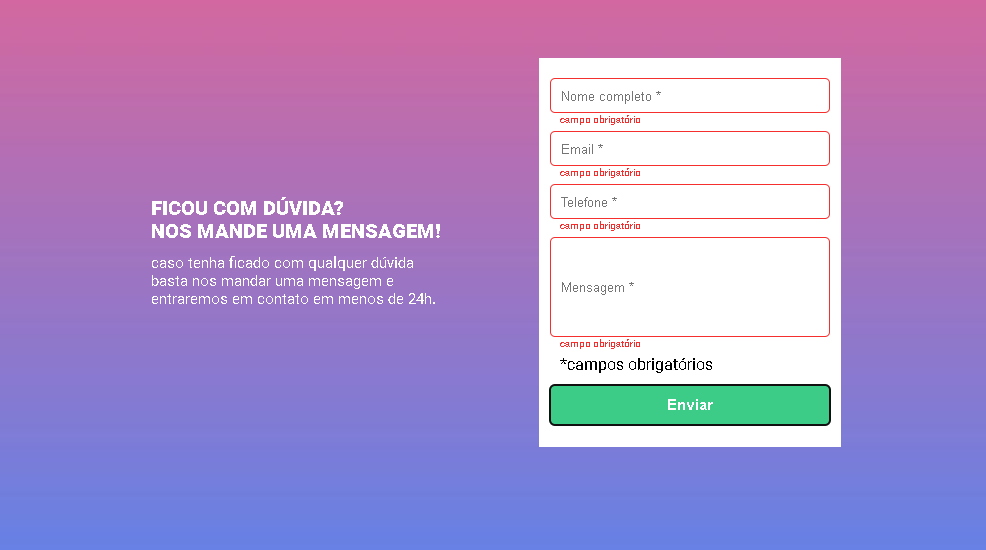 FICOU COM DÚVIDA?
NOS MANDE UMA MENSAGEM!
caso tenha ficado com qualquer dúvida
basta nos mandar uma mensagem e
entraremos em contato em menos de 24h.
Nome completo *
campo obrigatório
Email *
campo obrigatório
Telefone *
campo obrigatório
Mensagem *
campo obrigatório
*campos obrigatórios
Enviar